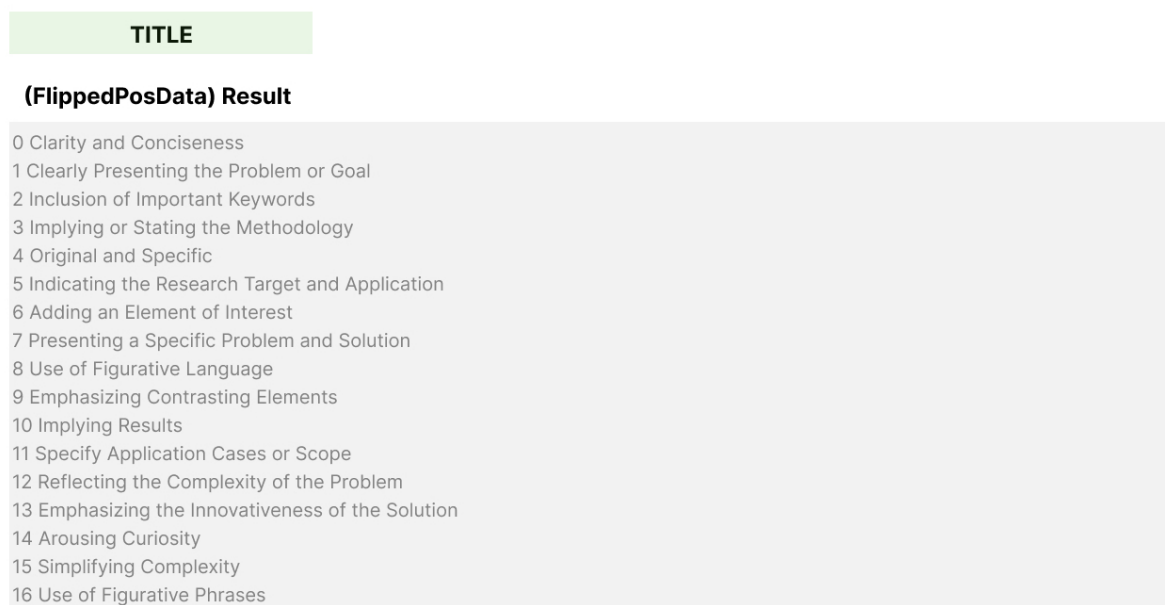 TITLE
(FlippedPosData) Result
0 Clarity and Conciseness
1 Clearly Presenting the Problem or Goal
2 Inclusion of Important Keywords
3 Implying or Stating the Methodology
4 Original and Specific
5 Indicating the Research Target and Application
6 Adding an Element of Interest
7 Presenting a Specific Problem and Solution
8 Use of Figurative Language
9 Emphasizing Contrasting Elements
10 Implying Results
11 Specify Application Cases or Scope
12 Reflecting the Complexity of the Problem
13 Emphasizing the Innovativeness of the Solution
14 Arousing Curiosity
15 Simplifying Complexity
16 Use of Figurative Phrases